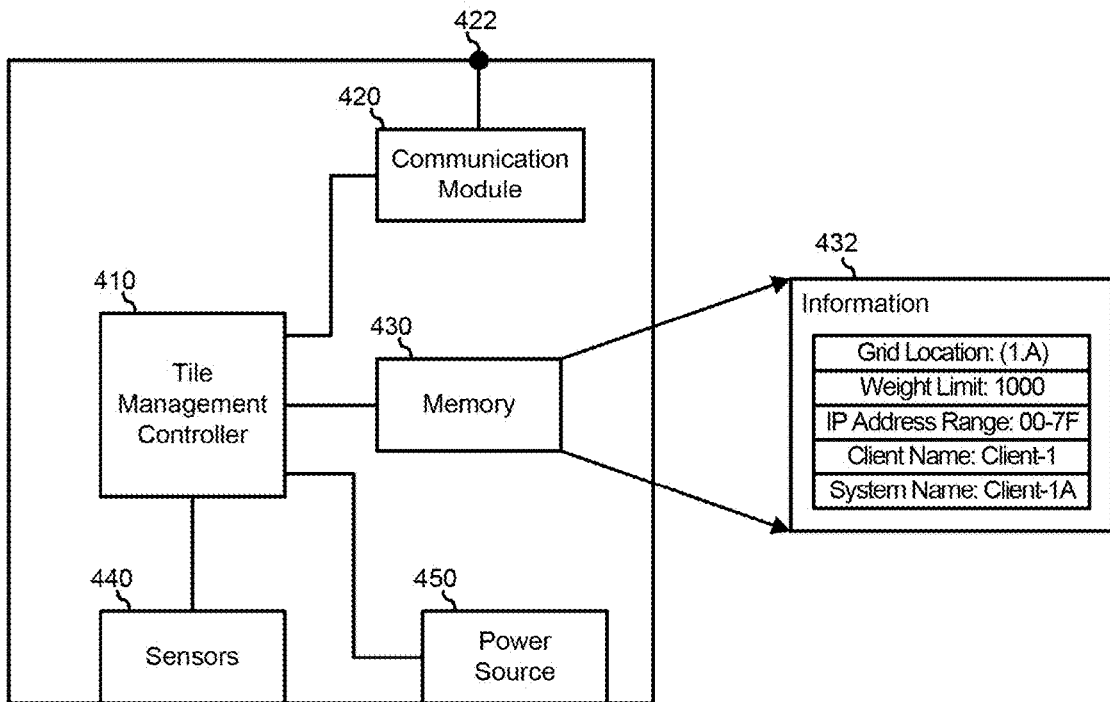 422
420
Communication
Module
410
Tile
Management
Controller
430
Memory
432
Information
Grid Location: (1.A)
Weight Limit: 1000
IP Address Range: 00-7F
Client Name: Client-1
System Name: Client-1A
440
Sensors
450
Power
Source